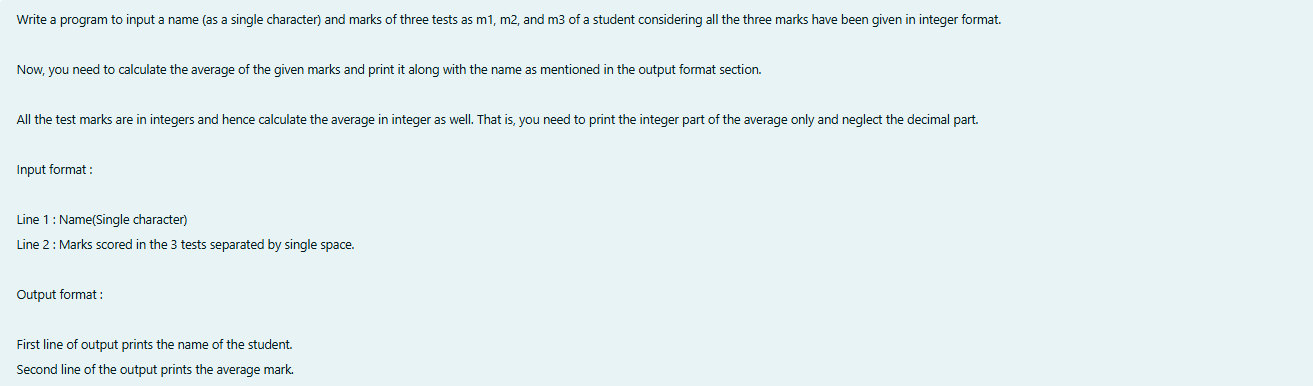 Write a program to input a name (as a single character) and marks of three tests as m1, m2, and m3 of a student considering all the three marks have been given in integer format.
Now, you need to calculate the average of the given marks and print it along with the name as mentioned in the output format section.
All the test marks are in integers and hence calculate the average in integer as well. That is, you need to print the integer part of the average only and neglect the decimal part.
Input format :
Line 1 : Name(Single character)
Line 2 : Marks scored in the 3 tests separated by single space.
Output format :
First line of output prints the name of the student.
Second line of the output prints the average mark.